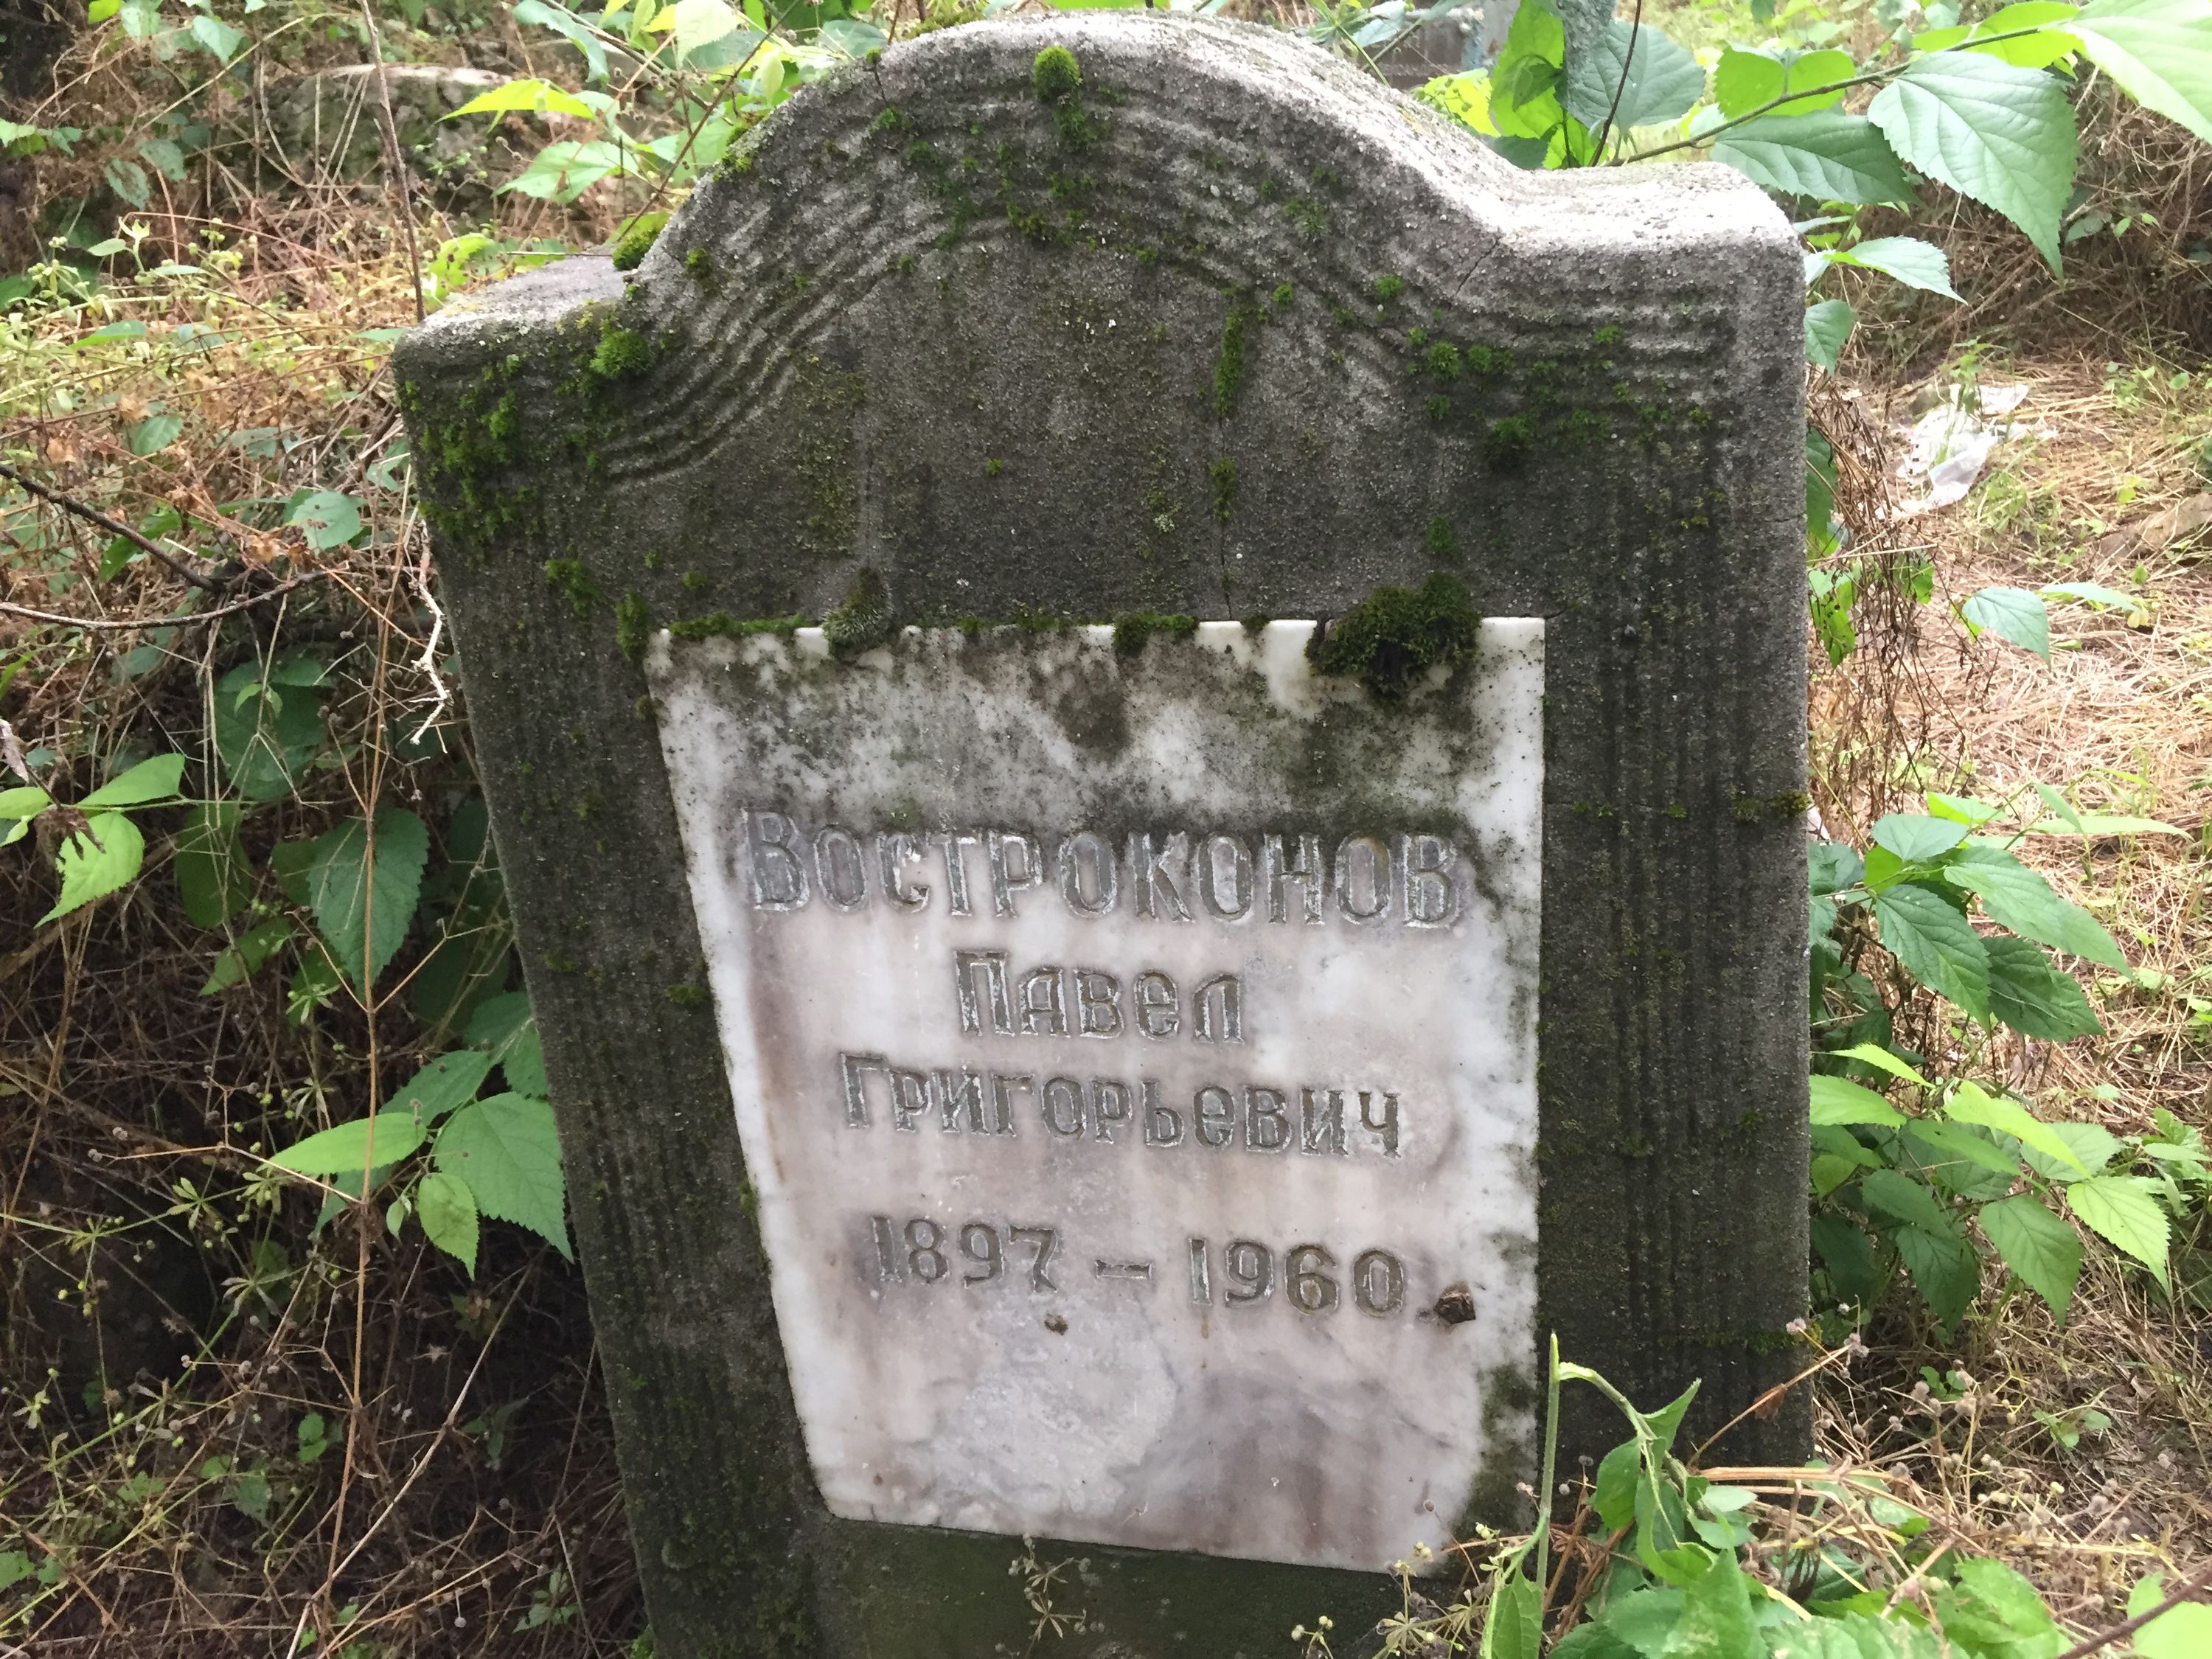 Востроконов
Павел
Григорьевич
1897 – 1960